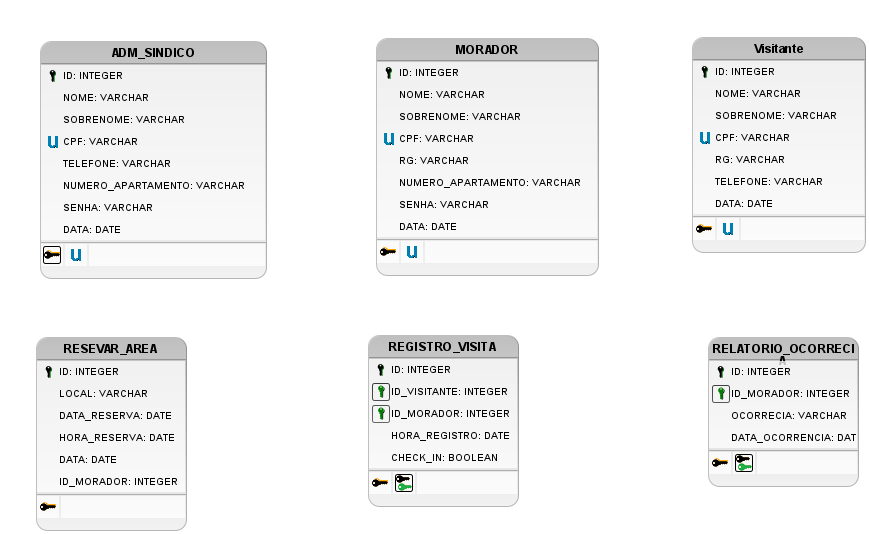 ADM_SINDICO
ID: INTEGER
NOME: VARCHAR
SOBRENOME: VARCHAR
U CPF: VARCHAR
TELEFONE: VARCHAR
NUMERO_APARTAMENTO: VARCHAR
SENHA: VARCHAR
DATA: DATE
U
MORADOR
ID: INTEGER
NOME: VARCHAR
SOBRENOME: VARCHAR
U CPF: VARCHAR
RG: VARCHAR
NUMERO_APARTAMENTO: VARCHAR
SENHA: VARCHAR
DATA: DATE
U
Visitante
ID: INTEGER
NOME: VARCHAR
SOBRENOME: VARCHAR
U CPF: VARCHAR
RG: VARCHAR
TELEFONE: VARCHAR
DATA: DATE
U
RESEVAR_AREA
ID: INTEGER
LOCAL: VARCHAR
DATA_RESERVA: DATE
HORA_RESERVA: DATE
DATA: DATE
ID_MORADOR: INTEGER
REGISTRO_VISITA
ID: INTEGER
ID_VISITANTE: INTEGER
ID_MORADOR: INTEGER
HORA_REGISTRO: DATE
CHECK_IN: BOOLEAN
RELATORIO_OCORRECI
ID: INTEGER
ID_MORADOR: INTEGER
OCORRECIA: VARCHAR
DATA_OCORRENCIA: DAT